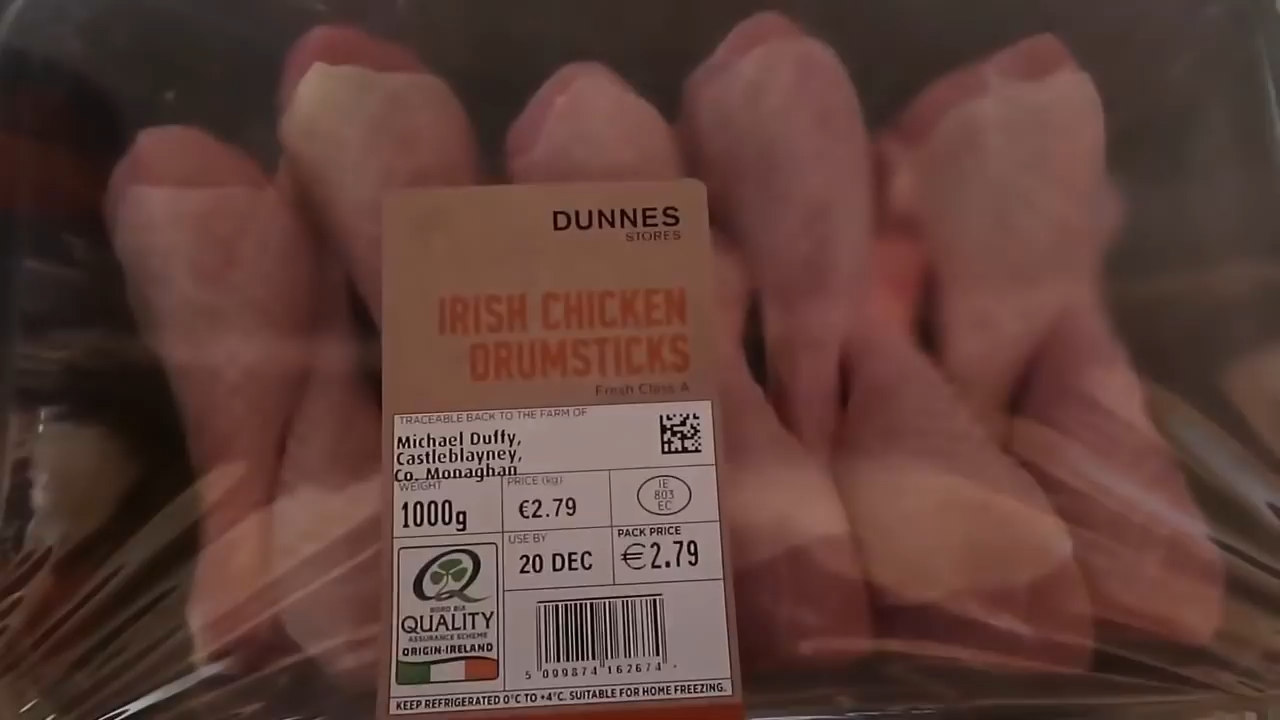 DUNNES
STORES
IRISH CHICKEN
DRUMSTICKS
Fresh Class A
TRACEABLE BACK TO THE FARM OF
Michael Duffy,
Castleblayney,
Co. Monaghan
WEIGHT
1000g
PRICE (kg)
€2.79
IE
803
EC
USE BY
20 DEC
PACK PRICE
€2.79
BORD BIA
QUALITY
ASSURANCE SCHEME
ORIGIN-IRELAND
5 099874 162674
KEEP REFRIGERATED 0°C TO +4°C. SUITABLE FOR HOME FREEZING.